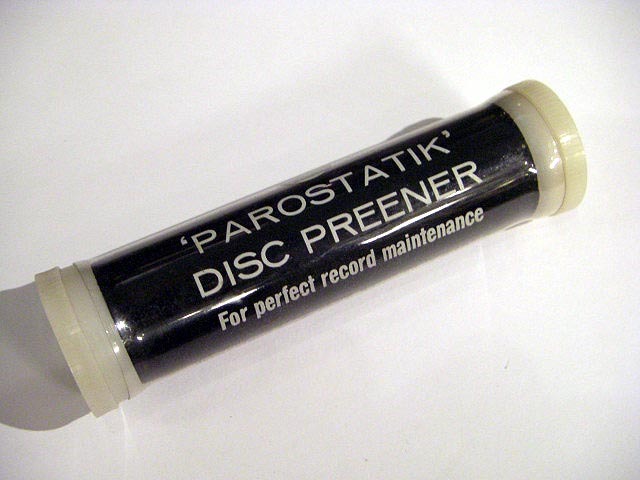 'PAROSTATIK'
DISC PREENER
For perfect record maintenance